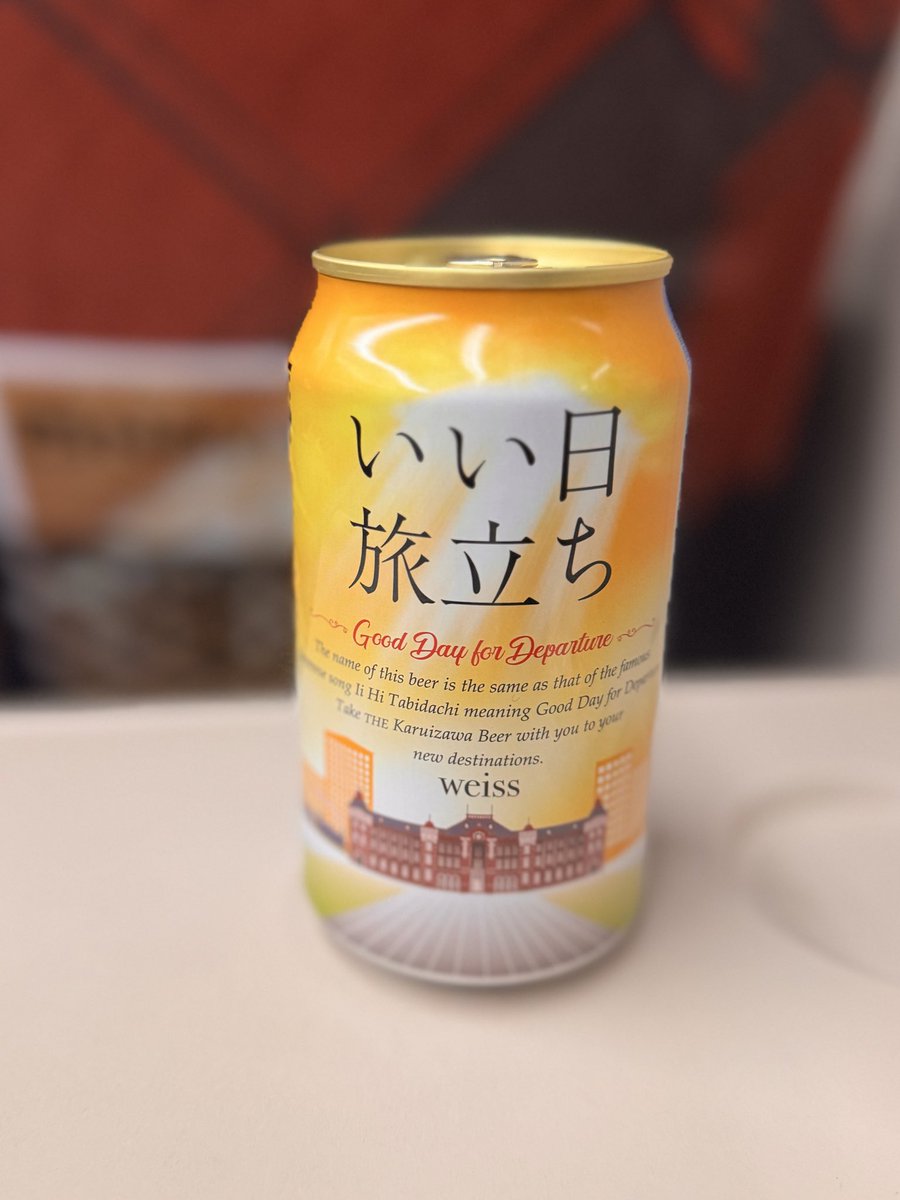 いい日
旅立ち
Good Day for Departure
The name of this beer is the same as that of the famous
song Ii Hi Tabidachi meaning Good Day for
Take THE Karuizawa Beer with you to your
new destinations.
weiss